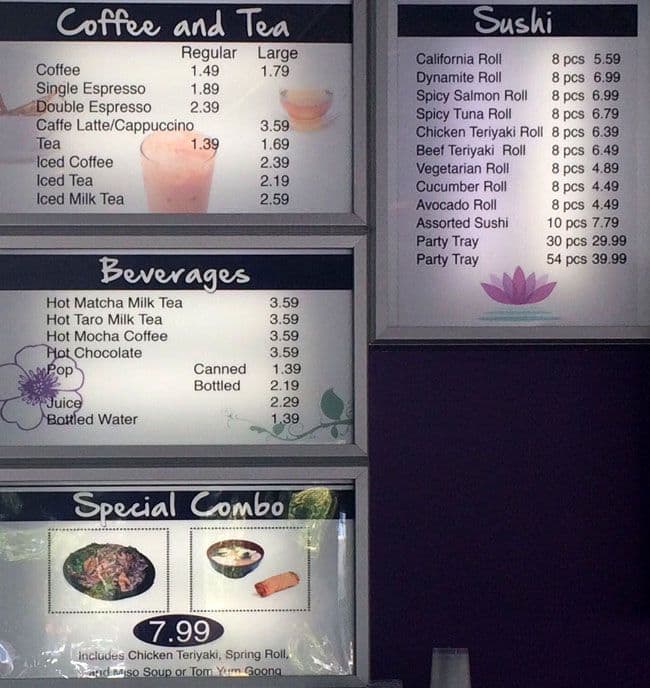 Coffee and Tea
Regular Large
Coffee 1.49 1.79
Single Espresso 1.89
Double Espresso 2.39
Caffe Latte/Cappuccino 3.59
Tea 1.39 1.69
Iced Coffee 2.39
Iced Tea 2.19
Iced Milk Tea 2.59
Beverages
Hot Matcha Milk Tea 3.59
Hot Taro Milk Tea 3.59
Hot Mocha Coffee 3.59
Hot Chocolate 3.59
Pop Canned 1.39
Bottled 2.19
Juice 2.29
Bottled Water 1.39
Special Combo
7.99
Includes Chicken Teriyaki, Spring Roll,
and Miso Soup or Tom Yum Goong
Sushi
California Roll 8 pcs 5.59
Dynamite Roll 8 pcs 6.99
Spicy Salmon Roll 8 pcs 6.99
Spicy Tuna Roll 8 pcs 6.79
Chicken Teriyaki Roll 8 pcs 6.39
Beef Teriyaki Roll 8 pcs 6.49
Vegetarian Roll 8 pcs 4.89
Cucumber Roll 8 pcs 4.49
Avocado Roll 8 pcs 4.49
Assorted Sushi 10 pcs 7.79
Party Tray 30 pcs 29.99
Party Tray 54 pcs 39.99